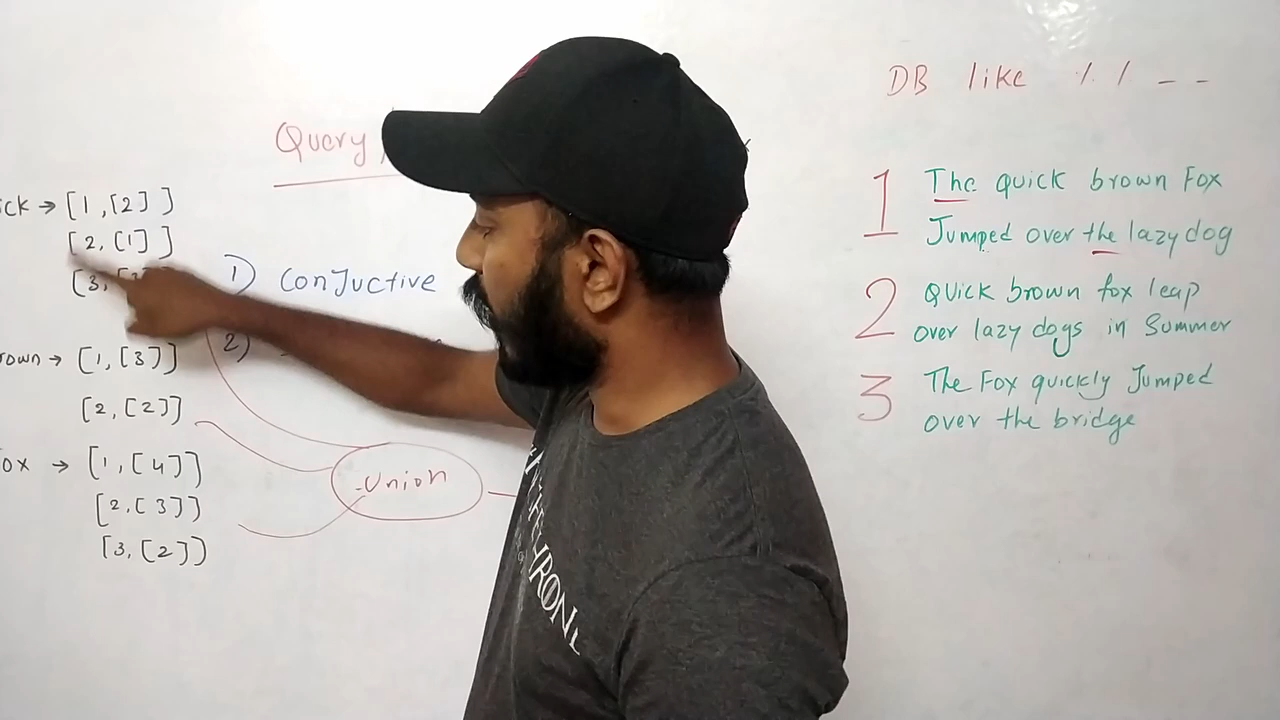 DB like % / _ _
Query
ick → [1,[2] ]
[2,[1] ]
[3,
1) Conjuctive
2)
rown → [1,[3]]
[2,[2]]
ox → [1,[4]]
[2,[3]]
[3,[2])
Union
1 The quick brown Fox
Jumped over the lazy dog
2 Quick brown fox leap
over lazy dogs in Summer
3 The Fox quickly Jumped
over the bridge